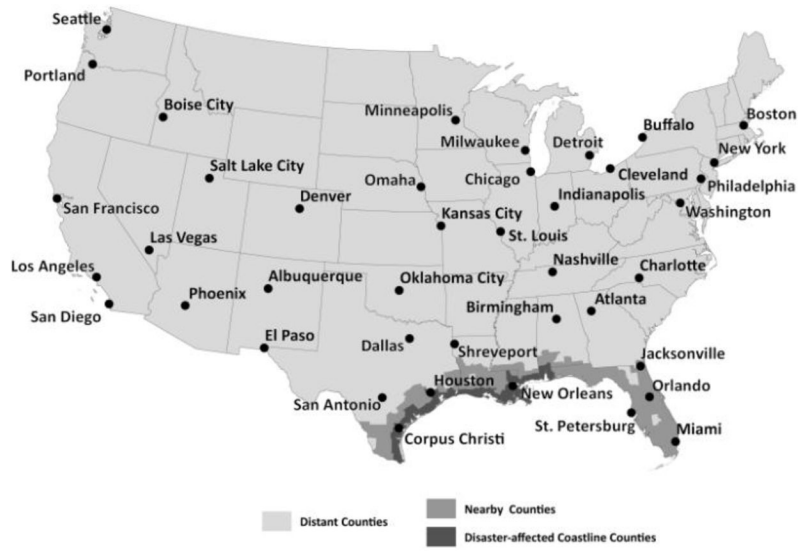 Seattle
Portland
Boise City
Minneapolis
Boston
Buffalo
Milwaukee
Detroit
New York
Salt Lake City
Omaha
Chicago
Cleveland
Philadelphia
Denver
Indianapolis
San Francisco
Kansas City
Washington
Las Vegas
St. Louis
Los Angeles
Albuquerque
Oklahoma City
Nashville
Charlotte
Phoenix
Birmingham
Atlanta
San Diego
El Paso
Dallas
Shreveport
Jacksonville
Houston
Orlando
San Antonio
New Orleans
St. Petersburg
Miami
Corpus Christi
Distant Counties
Nearby Counties
Disaster-affected Coastline Counties